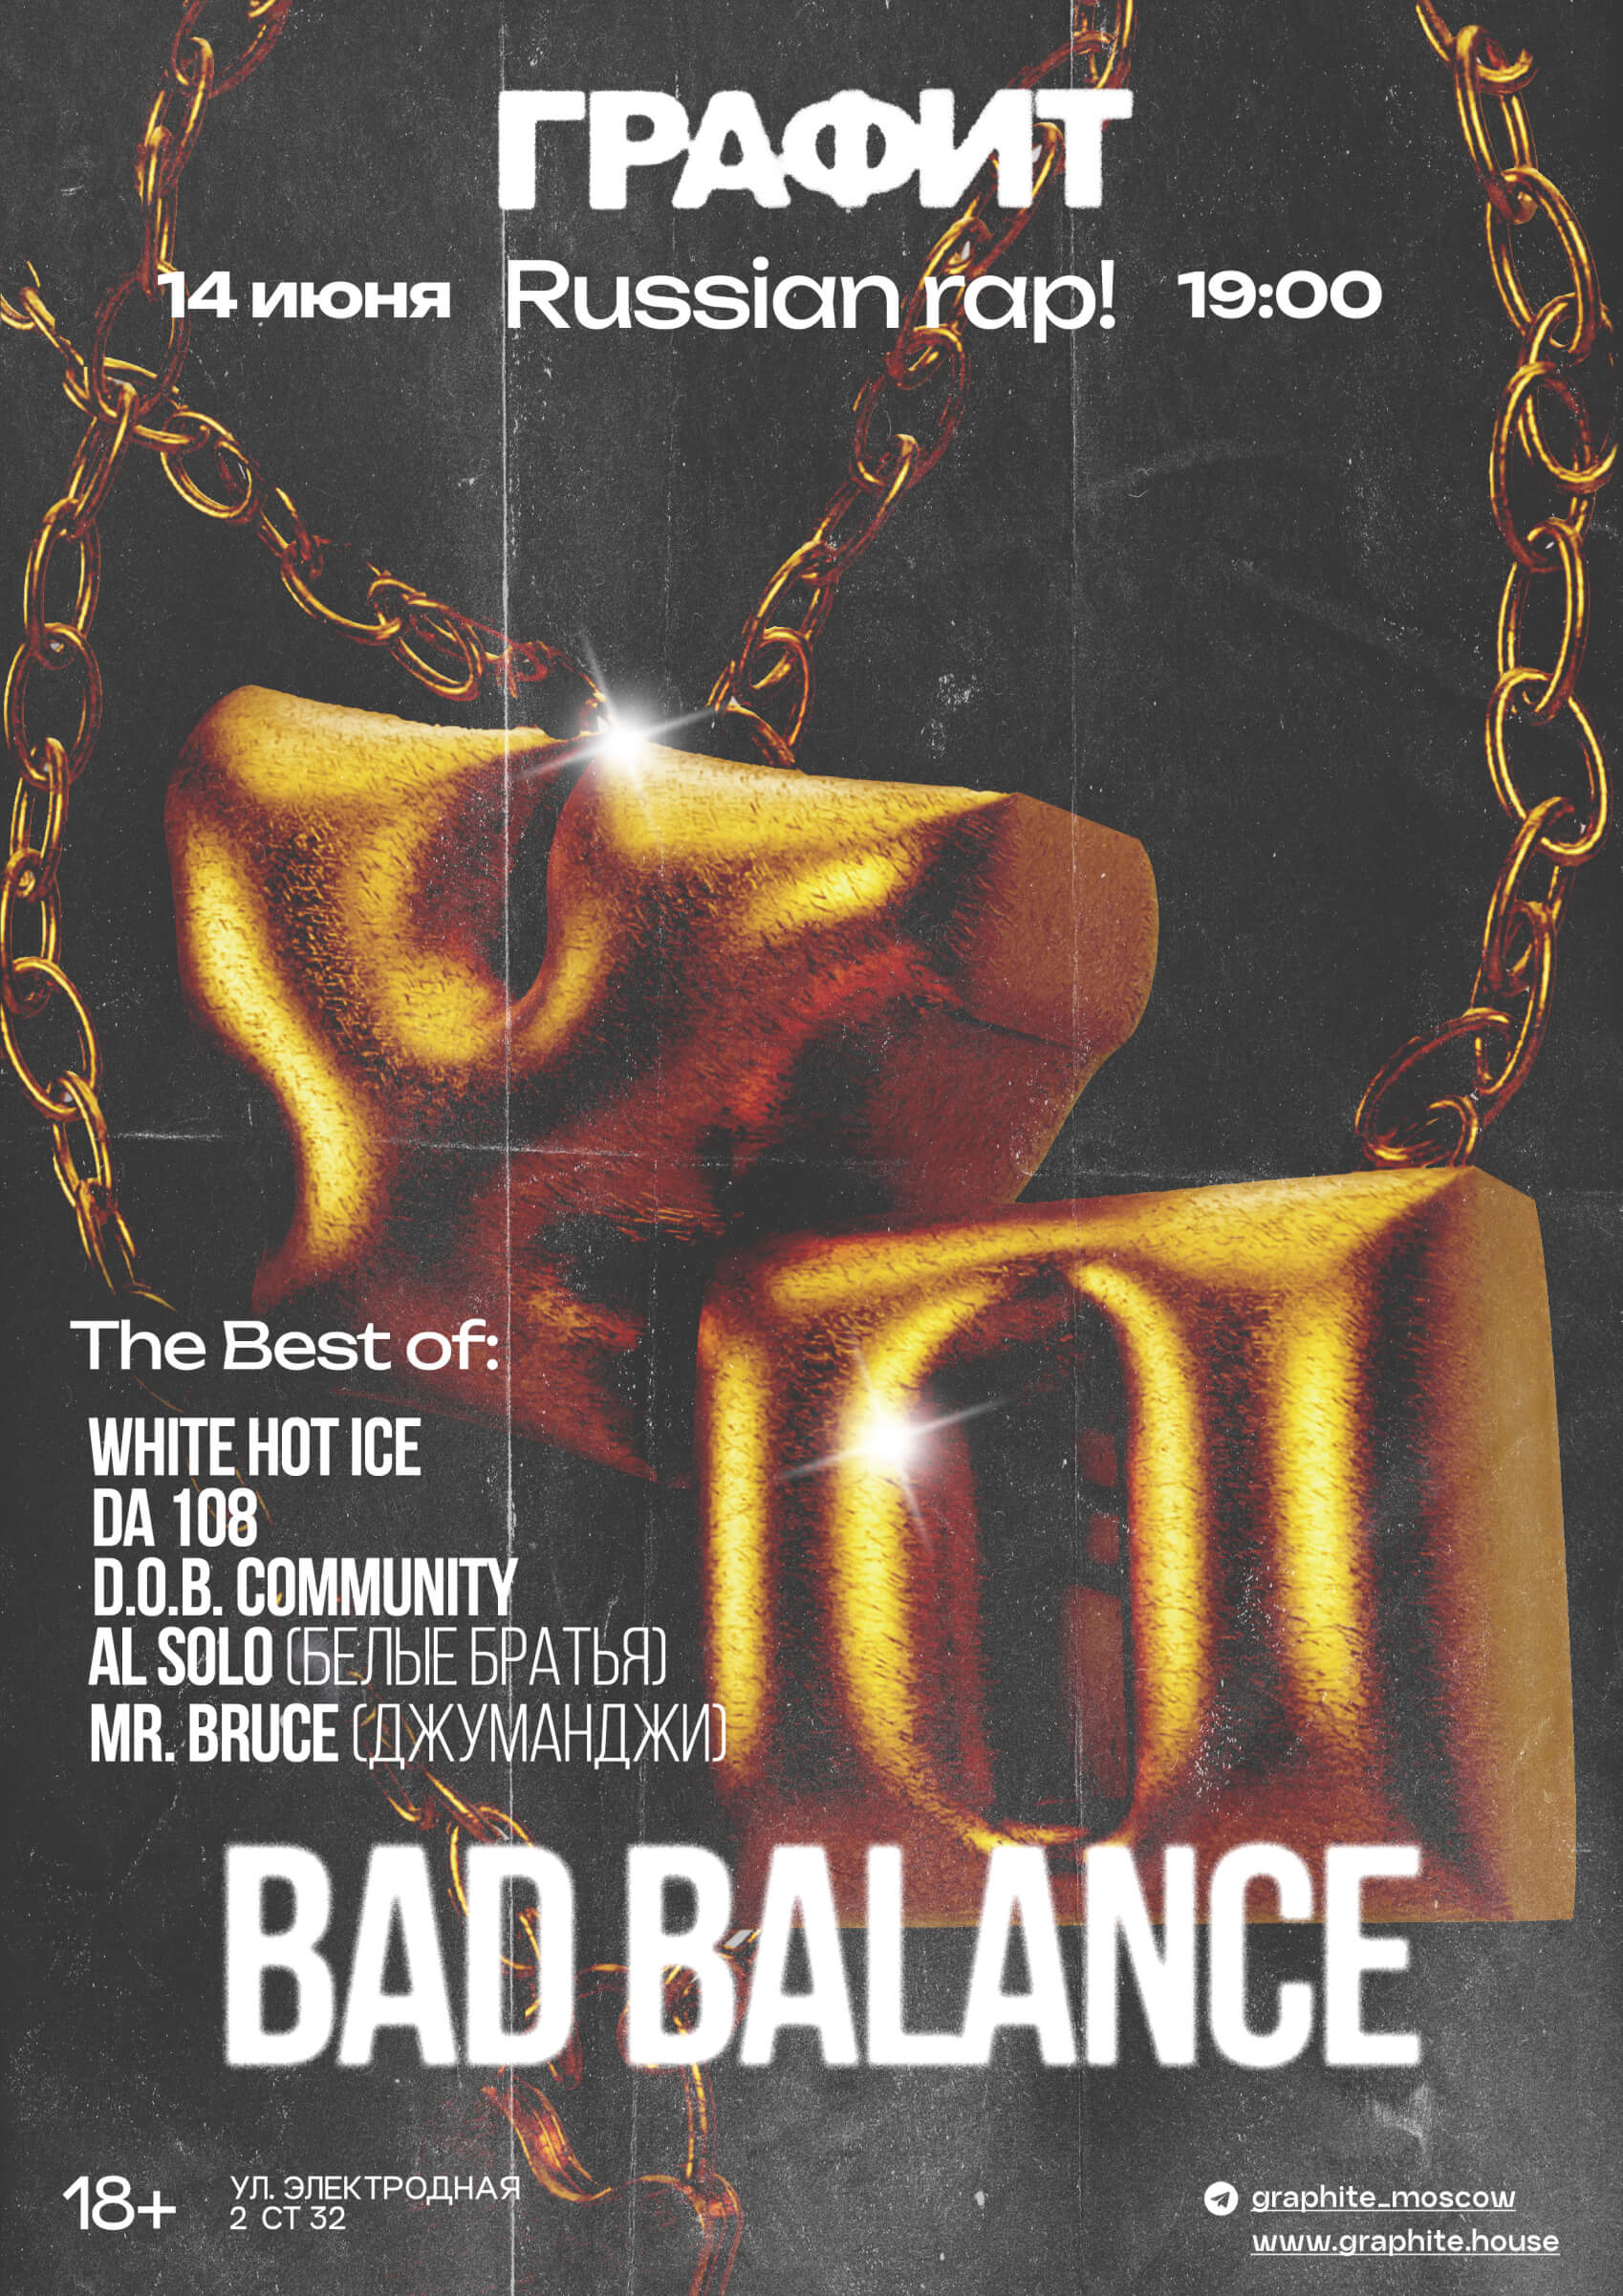 ГРАФИТ
14 июня Russian rap! 19:00
The Best of:
WHITE HOT ICE
DA 108
D.O.B. COMMUNITY
AL SOLO (БЕЛЫЕ БРАТЬЯ)
MR. BRUCE (ДЖУМАНДЖИ)
BAD BALANCE
18+
УЛ. ЭЛЕКТРОДНАЯ
2 СТ 32
graphite_moscow
www.graphite.house